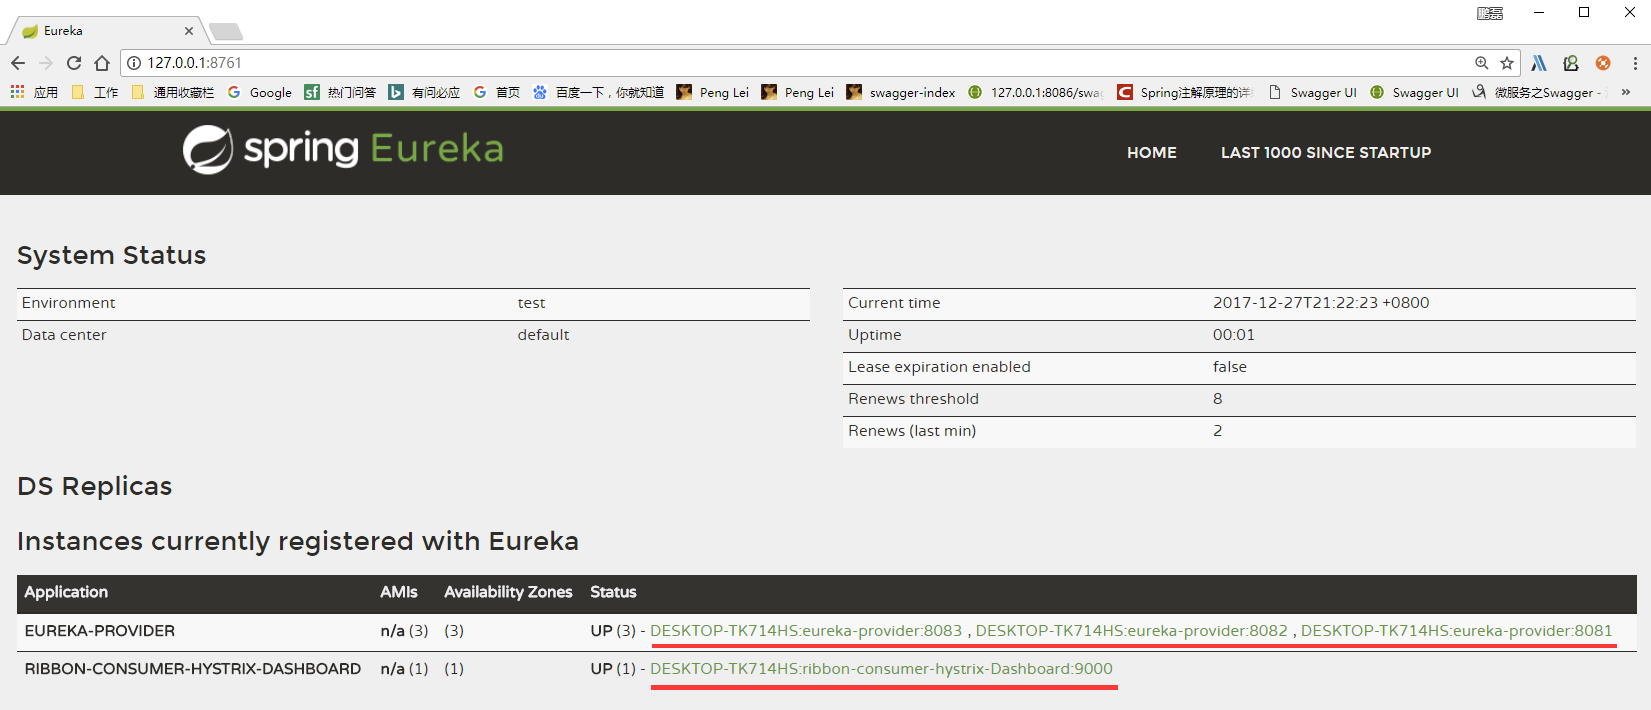 鹏磊
Eureka
127.0.0.1:8761
应用 工作 通用收藏栏 Google 热门问答 有问必应 首页 百度一下，你就知道 Peng Lei Peng Lei swagger-index 127.0.0.1:8086/swag Spring注解原理的详 Swagger UI Swagger UI 微服务之Swagger - »
spring Eureka HOME LAST 1000 SINCE STARTUP
System Status
Environment test
Data center default
Current time 2017-12-27T21:22:23 +0800
Uptime 00:01
Lease expiration enabled false
Renews threshold 8
Renews (last min) 2
DS Replicas
Instances currently registered with Eureka
Application AMIs Availability Zones Status
EUREKA-PROVIDER n/a (3) (3) UP (3) - DESKTOP-TK714HS:eureka-provider:8083 , DESKTOP-TK714HS:eureka-provider:8082 , DESKTOP-TK714HS:eureka-provider:8081
RIBBON-CONSUMER-HYSTRIX-DASHBOARD n/a (1) (1) UP (1) - DESKTOP-TK714HS:ribbon-consumer-hystrix-Dashboard:9000